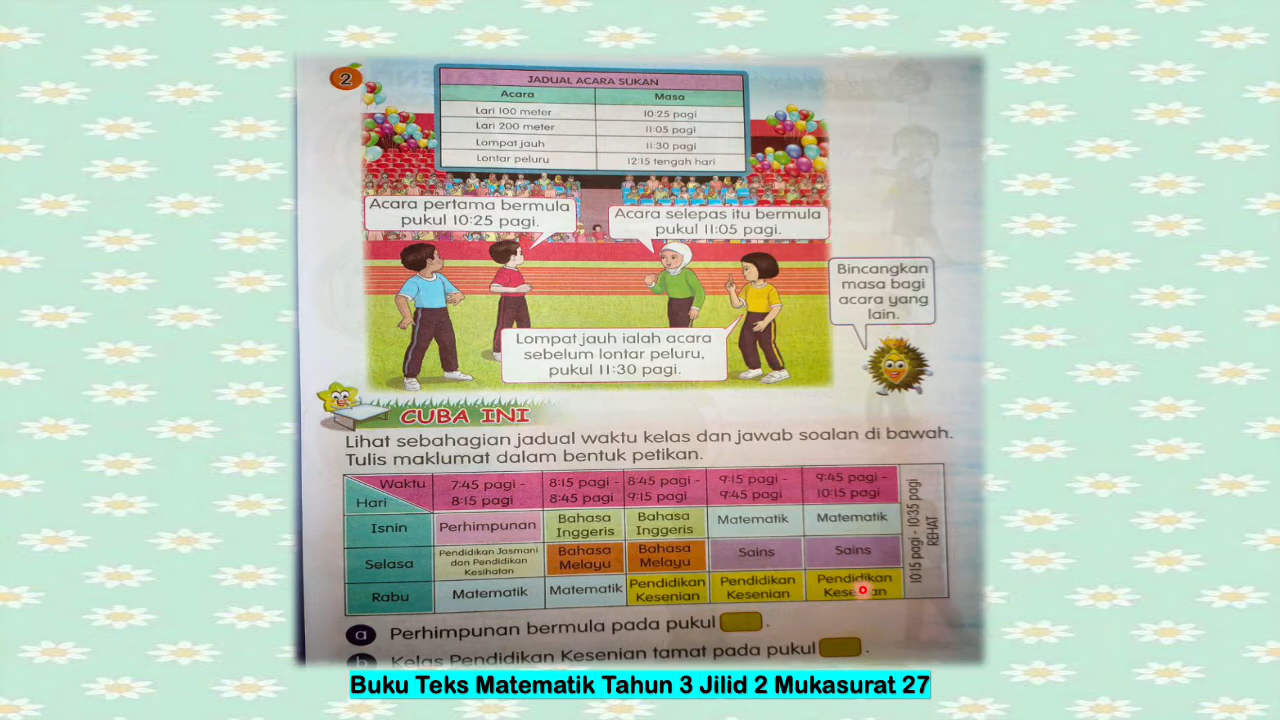 2
JADUAL ACARA SUKAN
Acara Masa
Lari 100 meter 10:25 pagi
Lari 200 meter 11:05 pagi
Lompat jauh 11:30 pagi
Lontar peluru 12:15 tengah hari
Acara pertama bermula
pukul 10:25 pagi.
Acara selepas itu bermula
pukul 11:05 pagi.
Bincangkan
masa bagi
acara yang
lain.
Lompat jauh ialah acara
sebelum lontar peluru,
pukul 11:30 pagi.
CUBA INI
Lihat sebahagian jadual waktu kelas dan jawab soalan di bawah.
Tulis maklumat dalam bentuk petikan.
Waktu
Hari
7:45 pagi -
8:15 pagi
8:15 pagi -
8:45 pagi
8:45 pagi -
9:15 pagi
9:15 pagi -
9:45 pagi
9:45 pagi -
10:15 pagi
10:15 pagi - 10:35 pagi
REHAT
Isnin
Perhimpunan
Bahasa
Inggeris
Bahasa
Inggeris
Matematik
Matematik
Selasa
Pendidikan Jasmani
dan Pendidikan
Kesihatan
Bahasa
Melayu
Bahasa
Melayu
Sains
Sains
Rabu
Matematik
Matematik
Pendidikan
Kesenian
Pendidikan
Kesenian
Pendidikan
Kesenian
a Perhimpunan bermula pada pukul .
b Kelas Pendidikan Kesenian tamat pada pukul .
Buku Teks Matematik Tahun 3 Jilid 2 Mukasurat 27